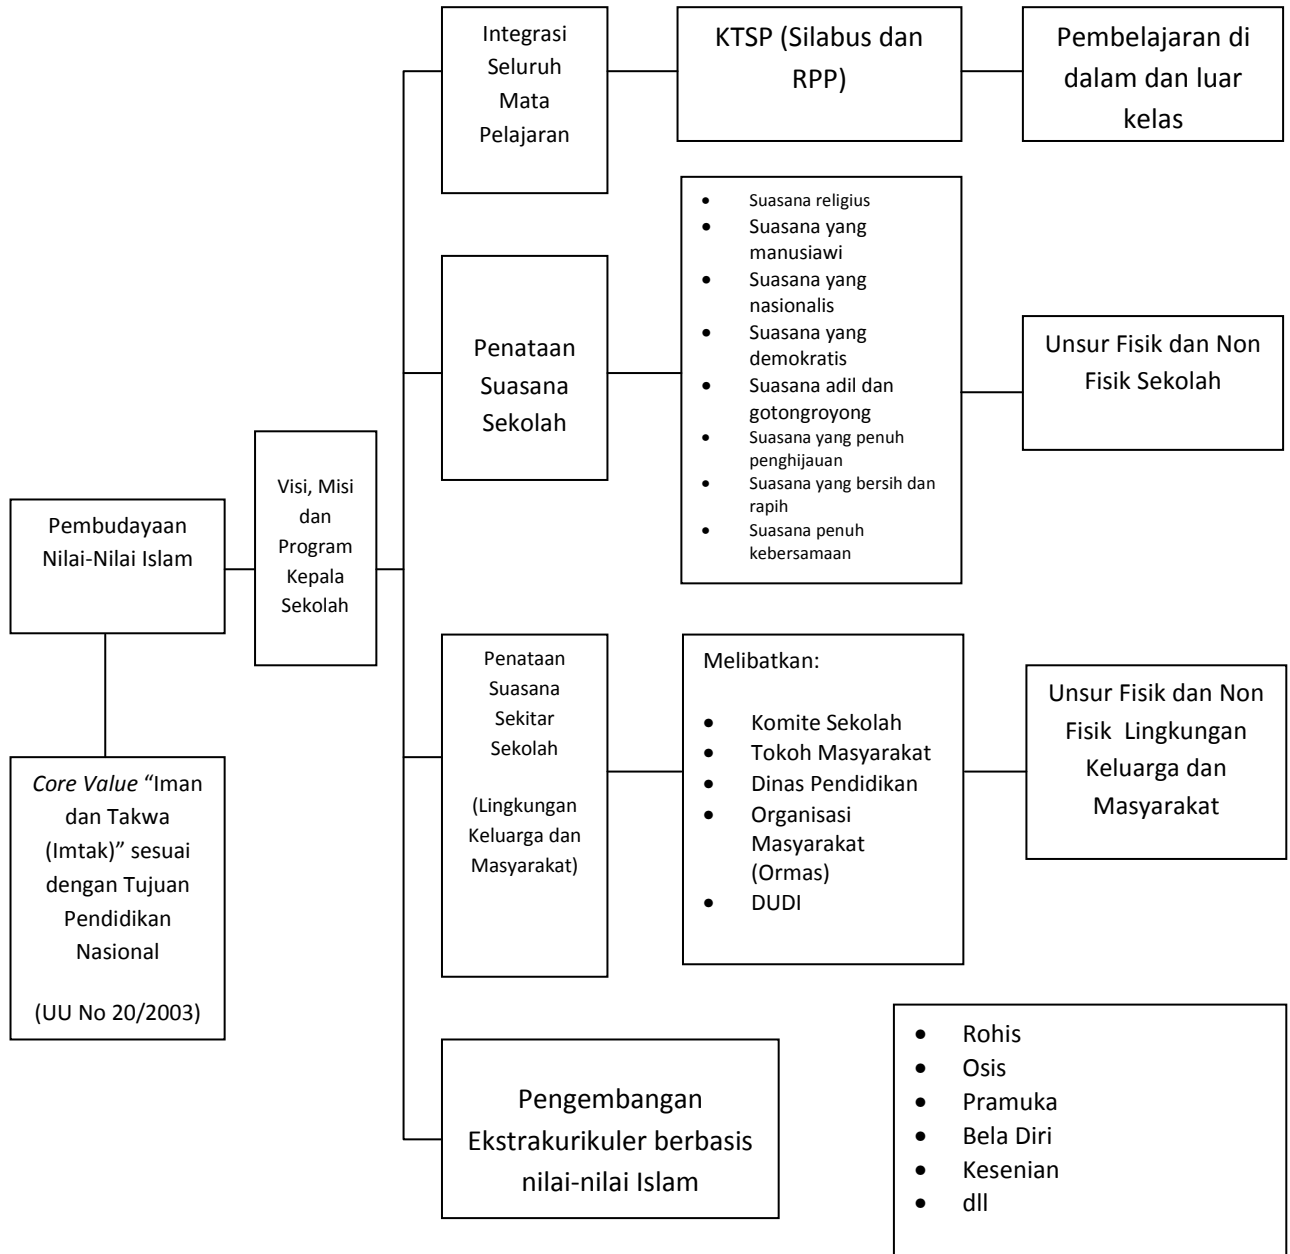 Integrasi
Seluruh
Mata
Pelajaran
KTSP (Silabus dan
RPP)
Pembelajaran di
dalam dan luar
kelas
Penataan
Suasana
Sekolah
• Suasana religius
• Suasana yang
manusiawi
• Suasana yang
nasionalis
• Suasana yang
demokratis
• Suasana adil dan
gotongroyong
• Suasana yang penuh
penghijauan
• Suasana yang bersih dan
rapih
• Suasana penuh
kebersamaan
Unsur Fisik dan Non
Fisik Sekolah
Pembudayaan
Nilai-Nilai Islam
Visi, Misi
dan
Program
Kepala
Sekolah
Penataan
Suasana
Sekitar
Sekolah
(Lingkungan
Keluarga dan
Masyarakat)
Melibatkan:
• Komite Sekolah
• Tokoh Masyarakat
• Dinas Pendidikan
• Organisasi
Masyarakat
(Ormas)
• DUDI
Unsur Fisik dan Non
Fisik Lingkungan
Keluarga dan
Masyarakat
Core Value “Iman
dan Takwa
(Imtak)” sesuai
dengan Tujuan
Pendidikan
Nasional
(UU No 20/2003)
Pengembangan
Ekstrakurikuler berbasis
nilai-nilai Islam
• Rohis
• Osis
• Pramuka
• Bela Diri
• Kesenian
• dll